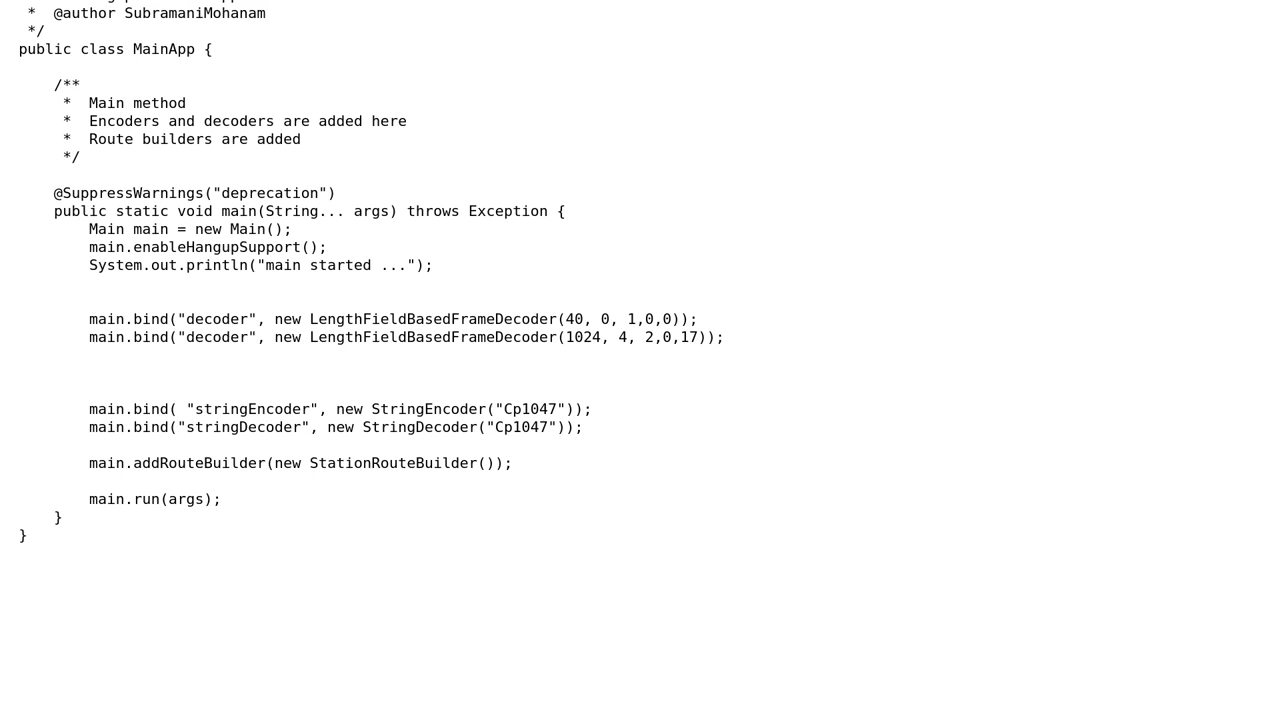 *  @author SubramaniMohanam
*/
public class MainApp {
/**
*  Main method
*  Encoders and decoders are added here
*  Route builders are added
*/
@SuppressWarnings("deprecation")
public static void main(String... args) throws Exception {
Main main = new Main();
main.enableHangupSupport();
System.out.println("main started ...");
main.bind("decoder", new LengthFieldBasedFrameDecoder(40, 0, 1,0,0));
main.bind("decoder", new LengthFieldBasedFrameDecoder(1024, 4, 2,0,17));
main.bind( "stringEncoder", new StringEncoder("Cp1047"));
main.bind("stringDecoder", new StringDecoder("Cp1047"));
main.addRouteBuilder(new StationRouteBuilder());
main.run(args);
}
}